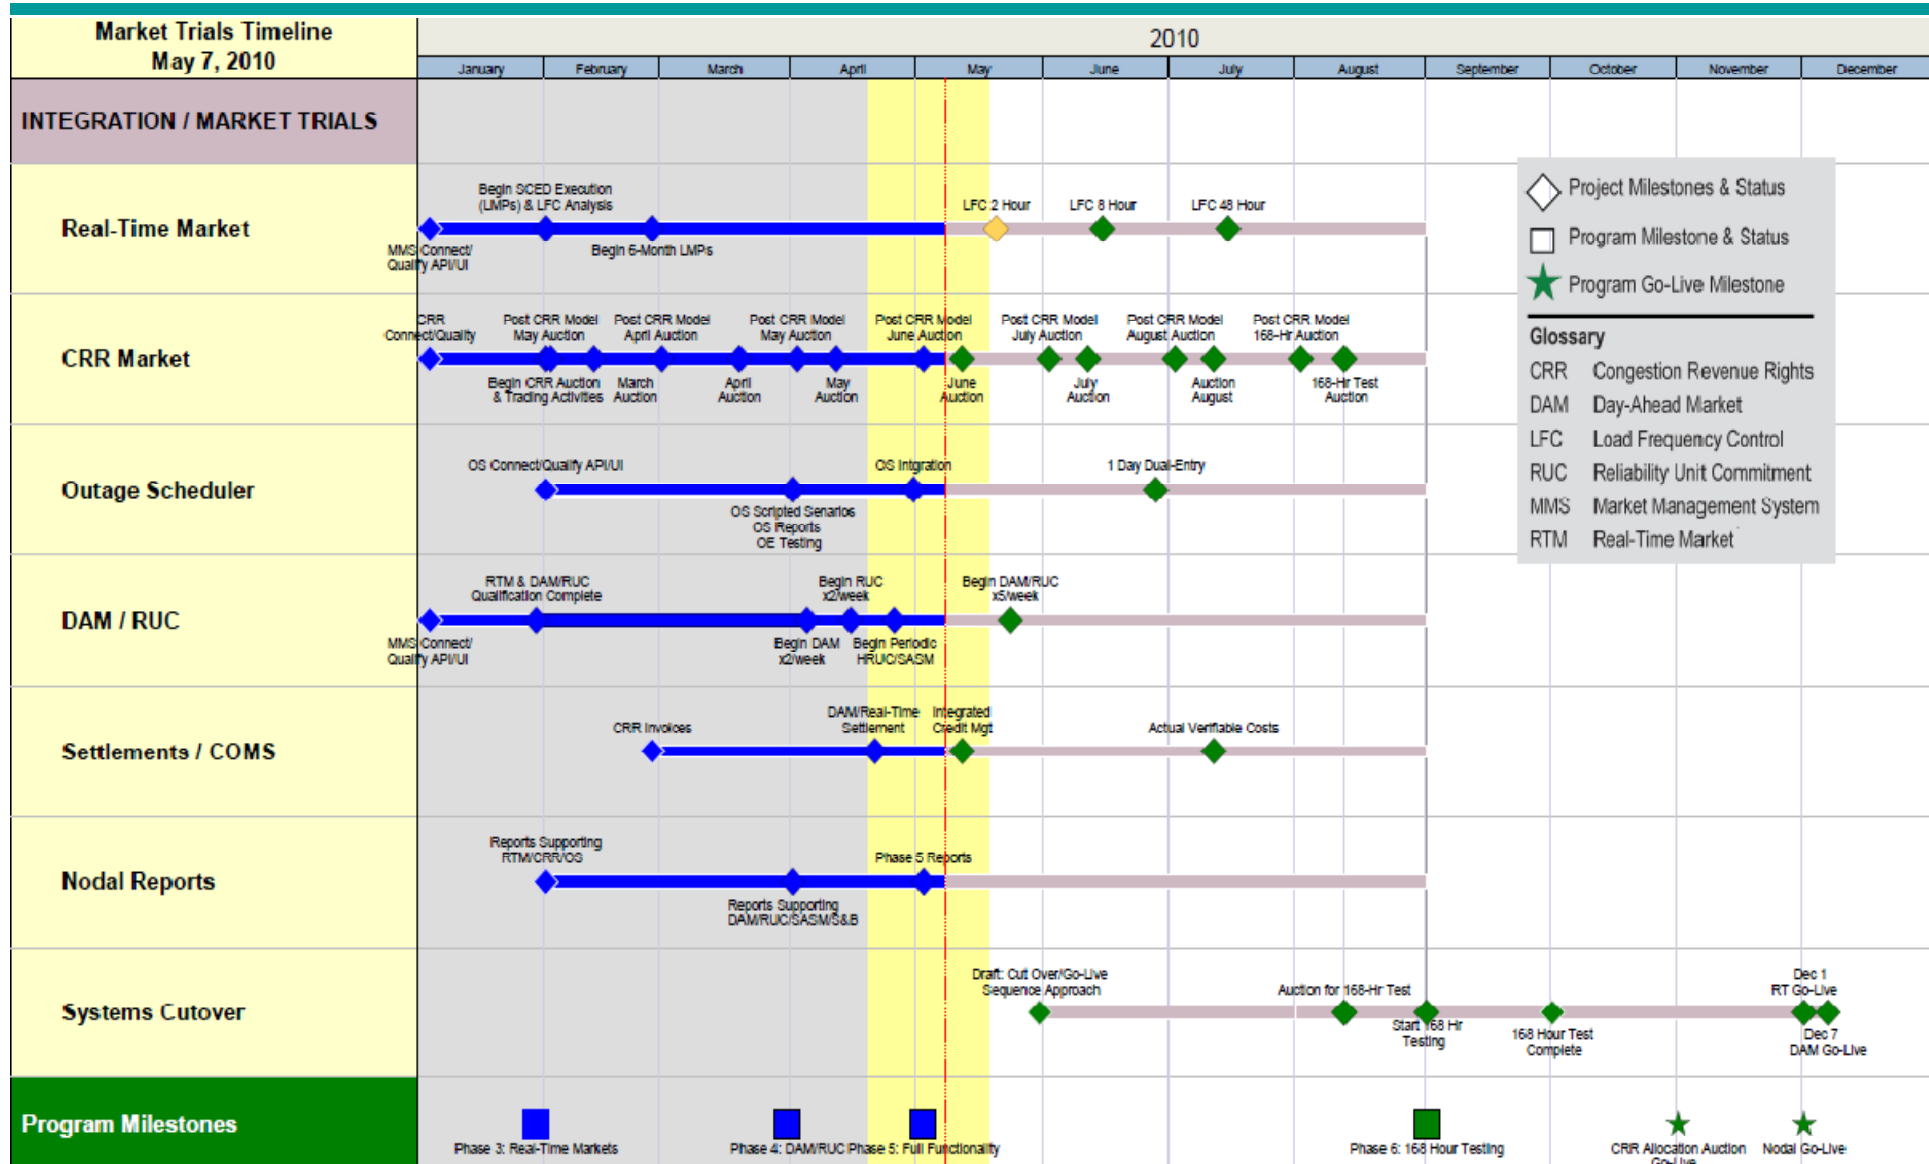 Market Trials Timeline
May 7, 2010
2010
January February March April May June July August September October November December
INTEGRATION / MARKET TRIALS
Real-Time Market
Begin SCED Execution
(LMPs) & LFC Analysis
LFC 2 Hour
LFC 8 Hour
LFC 48 Hour
MMS Connect/
Qualify API/UI
Begin 6-Month LMPs
CRR Market
CRR
Connect/Quality
Post CRR Model
May Auction
Post CRR Model
April Auction
Post CRR Model
May Auction
Post CRR Model
June Auction
Post CRR Model
July Auction
Post CRR Model
August Auction
Post CRR Model
168-Hr Auction
Begin CRR Auction
& Trading Activities
March
Auction
April
Auction
May
Auction
June
Auction
July
Auction
Auction
August
168-Hr Test
Auction
Outage Scheduler
OS Connect/Qualify API/UI
OS Intgration
1 Day Dual-Entry
OS Scripted Senarios
OS Reports
OE Testing
DAM / RUC
RTM & DAM/RUC
Qualification Complete
Begin RUC
x2/week
Begin DAM/RUC
x5/week
MMS Connect/
Qualify API/UI
Begin DAM
x2/week
Begin Periodic
HRUC/SASM
Settlements / COMS
CRR Invoices
DAM/Real-Time
Settlement
Integrated
Credit Mgt
Actual Verifiable Costs
Nodal Reports
Reports Supporting
RTM/CRR/OS
Phase 5 Reports
Reports Supporting
DAM/RUC/SASM/S&B
Systems Cutover
Draft: Cut Over/Go-Live
Sequence Approach
Auction for 168-Hr Test
Start 168 Hr
Testing
168 Hour Test
Complete
Dec 1
RT Go-Live
Dec 7
DAM Go-Live
Program Milestones
Phase 3: Real-Time Markets
Phase 4: DAM/RUC
Phase 5: Full Functionality
Phase 6: 168 Hour Testing
CRR Allocation Auction
Go-Live
Nodal Go-Live
Project Milestones & Status
Program Milestone & Status
Program Go-Live Milestone
Glossary
CRR Congestion Revenue Rights
DAM Day-Ahead Market
LFC Load Frequency Control
RUC Reliability Unit Commitment
MMS Market Management System
RTM Real-Time Market